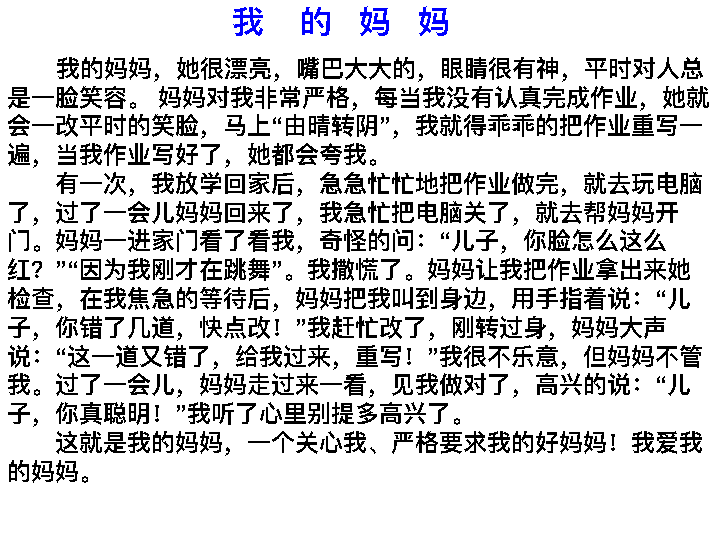 我的妈妈
我的妈妈，她很漂亮，嘴巴大大的，眼睛很有神，平时对人总
是一脸笑容。 妈妈对我非常严格，每当我没有认真完成作业，她就
会一改平时的笑脸，马上“由晴转阴”，我就得乖乖的把作业重写一
遍，当我作业写好了，她都会夸我。
有一次，我放学回家后，急急忙忙地把作业做完，就去玩电脑
了，过了一会儿妈妈回来了，我急忙把电脑关了，就去帮妈妈开
门。妈妈一进家门看了看我，奇怪的问：“儿子，你脸怎么这么
红？”“因为我刚才在跳舞”。我撒慌了。妈妈让我把作业拿出来她
检查，在我焦急的等待后，妈妈把我叫到身边，用手指着说：“儿
子，你错了几道，快点改！”我赶忙改了，刚转过身，妈妈大声
说：“这一道又错了，给我过来，重写！”我很不乐意，但妈妈不管
我。过了一会儿，妈妈走过来一看，见我做对了，高兴的说：“儿
子，你真聪明！”我听了心里别提多高兴了。
这就是我的妈妈，一个关心我、严格要求我的好妈妈！我爱我
的妈妈。